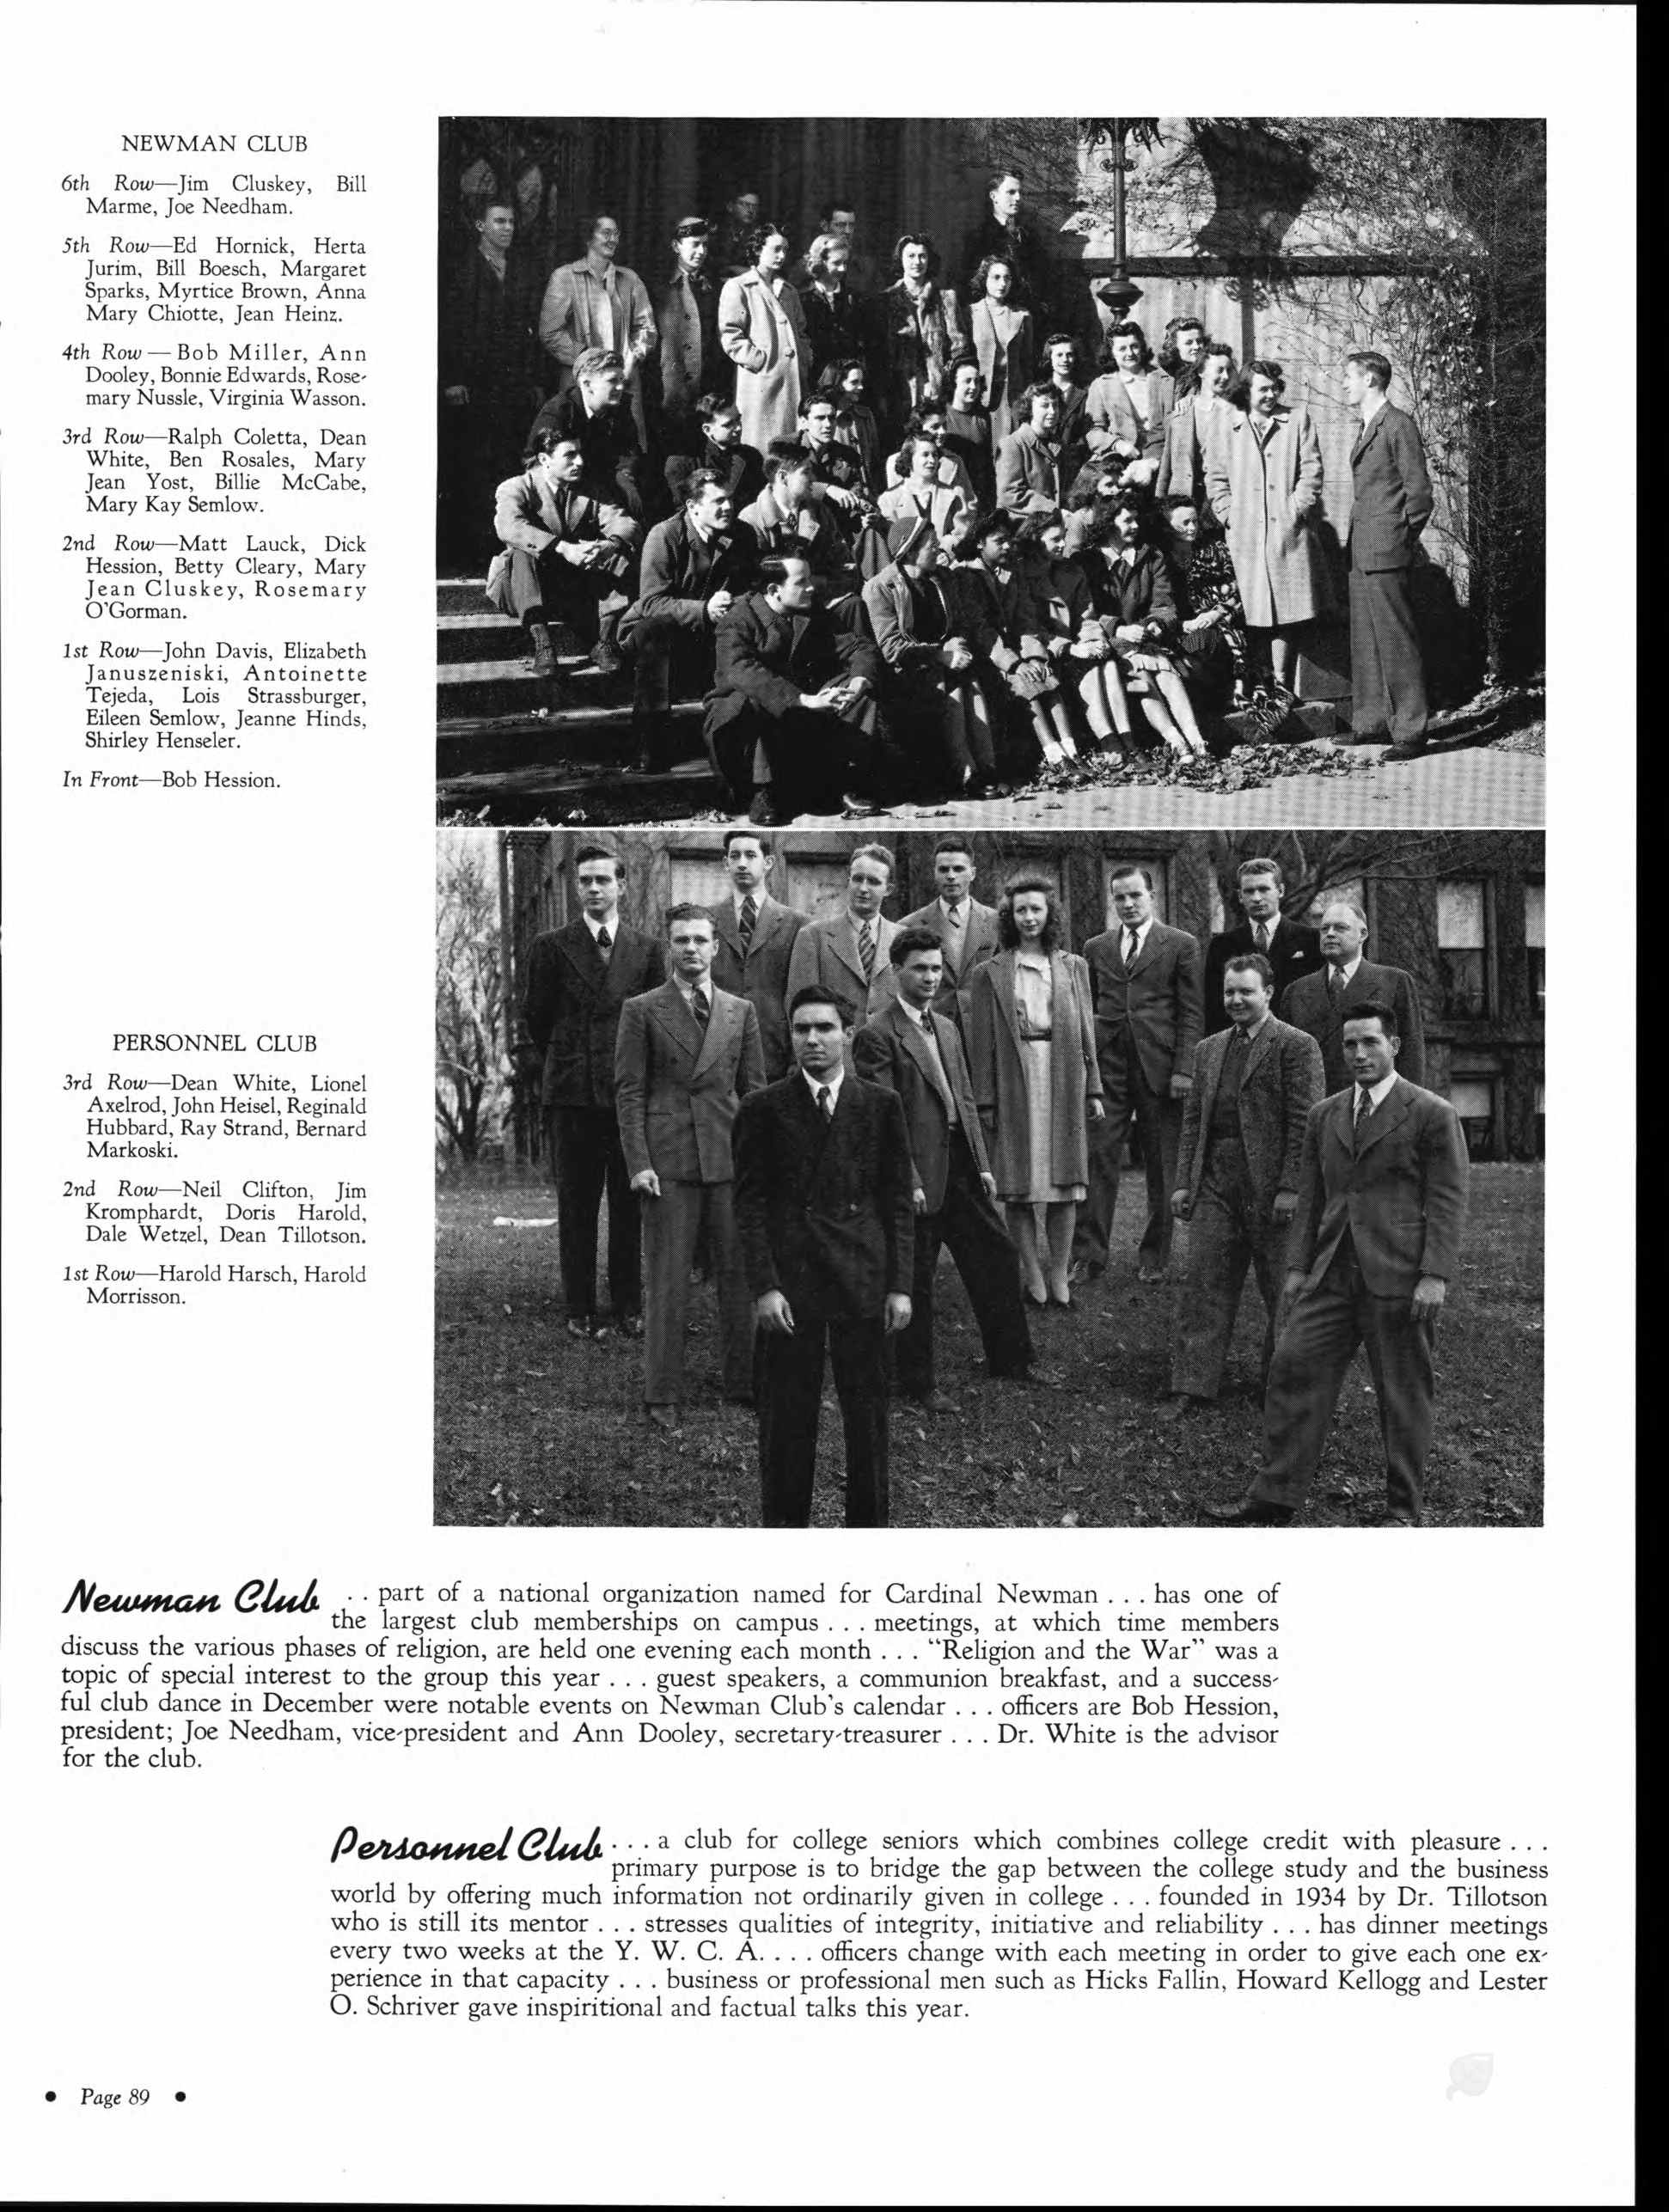 NEWMAN CLUB
6th Row—Jim Cluskey, Bill
Marme, Joe Needham.
5th Row—Ed Hornick, Herta
Jurim, Bill Boesch, Margaret
Sparks, Myrtice Brown, Anna
Mary Chiotte, Jean Heinz.
4th Row — Bob Miller, Ann
Dooley, Bonnie Edwards, Rose-
mary Nussle, Virginia Wasson.
3rd Row—Ralph Coletta, Dean
White, Ben Rosales, Mary
Jean Yost, Billie McCabe,
Mary Kay Semlow.
2nd Row—Matt Lauck, Dick
Hession, Betty Cleary, Mary
Jean Cluskey, Rosemary
O'Gorman.
1st Row—John Davis, Elizabeth
Januszeniski, Antoinette
Tejeda, Lois Strassburger,
Eileen Semlow, Jeanne Hinds,
Shirley Henseler.
In Front—Bob Hession.
PERSONNEL CLUB
3rd Row—Dean White, Lionel
Axelrod, John Heisel, Reginald
Hubbard, Ray Strand, Bernard
Markoski.
2nd Row—Neil Clifton, Jim
Kromphardt, Doris Harold,
Dale Wetzel, Dean Tillotson.
1st Row—Harold Harsch, Harold
Morrisson.
Newman Club . . part of a national organization named for Cardinal Newman . . . has one of
the largest club memberships on campus . . . meetings, at which time members
discuss the various phases of religion, are held one evening each month . . . "Religion and the War" was a
topic of special interest to the group this year . . . guest speakers, a communion breakfast, and a success-
ful club dance in December were notable events on Newman Club's calendar . . . officers are Bob Hession,
president; Joe Needham, vice-president and Ann Dooley, secretary-treasurer . . . Dr. White is the advisor
for the club.
Personnel Club . . . a club for college seniors which combines college credit with pleasure . . .
primary purpose is to bridge the gap between the college study and the business
world by offering much information not ordinarily given in college . . . founded in 1934 by Dr. Tillotson
who is still its mentor . . . stresses qualities of integrity, initiative and reliability . . . has dinner meetings
every two weeks at the Y. W. C. A. . . . officers change with each meeting in order to give each one ex-
perience in that capacity . . . business or professional men such as Hicks Fallin, Howard Kellogg and Lester
O. Schriver gave inspiritional and factual talks this year.
• Page 89 •